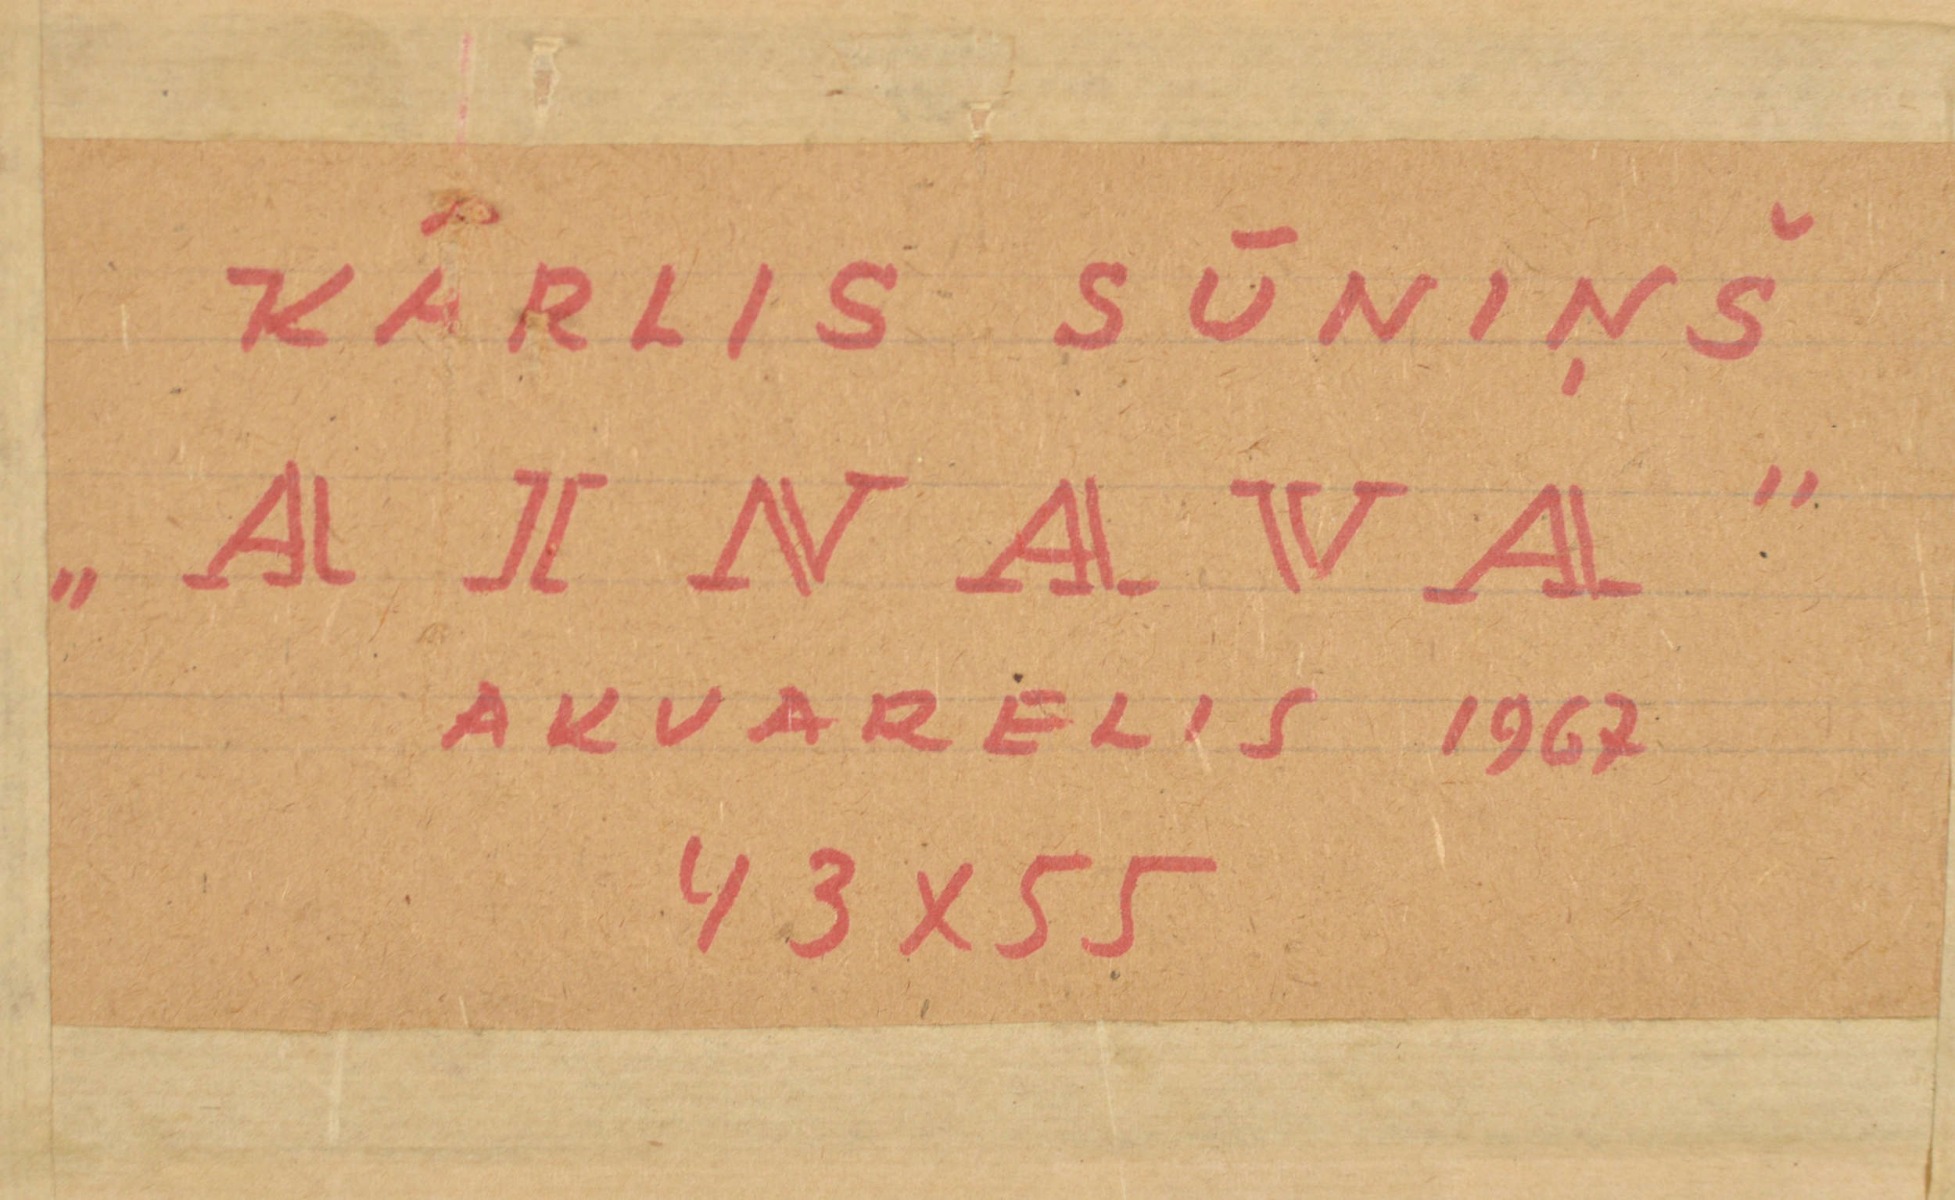 KĀRLIS SŪNIŅŠ
„AINAVA”
AKVARELIS 1967
43x55